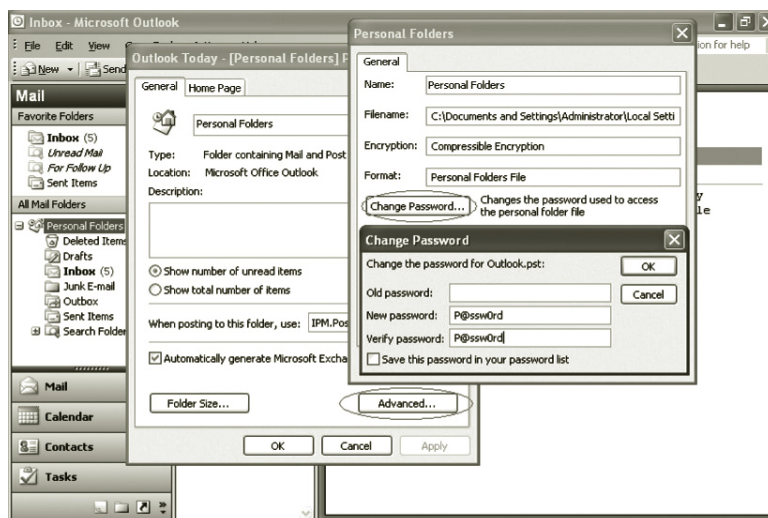 Inbox - Microsoft Outlook
File Edit View
ion for help
New Send
Mail
Favorite Folders
Inbox (5)
Unread Mail
For Follow Up
Sent Items
All Mail Folders
Personal Folders
Deleted Items
Drafts
Inbox (5)
Junk E-mail
Outbox
Sent Items
Search Folder
Mail
Calendar
Contacts
Tasks
Outlook Today - [Personal Folders] P
General Home Page
Personal Folders
Type: Folder containing Mail and Post
Location: Microsoft Office Outlook
Description:
Show number of unread items
Show total number of items
When posting to this folder, use: IPM.Pos
Automatically generate Microsoft Excha
Folder Size... Advanced...
OK Cancel Apply
Personal Folders
General
Name: Personal Folders
Filename: C:\Documents and Settings\Administrator\Local Setti
Encryption: Compressible Encryption
Format: Personal Folders File
Change Password... Changes the password used to access
the personal folder file
Change Password
Change the password for Outlook.pst:
OK
Old password:
Cancel
New password: P@ssw0rd
Verify password: P@ssw0rd
Save this password in your password list
y
le